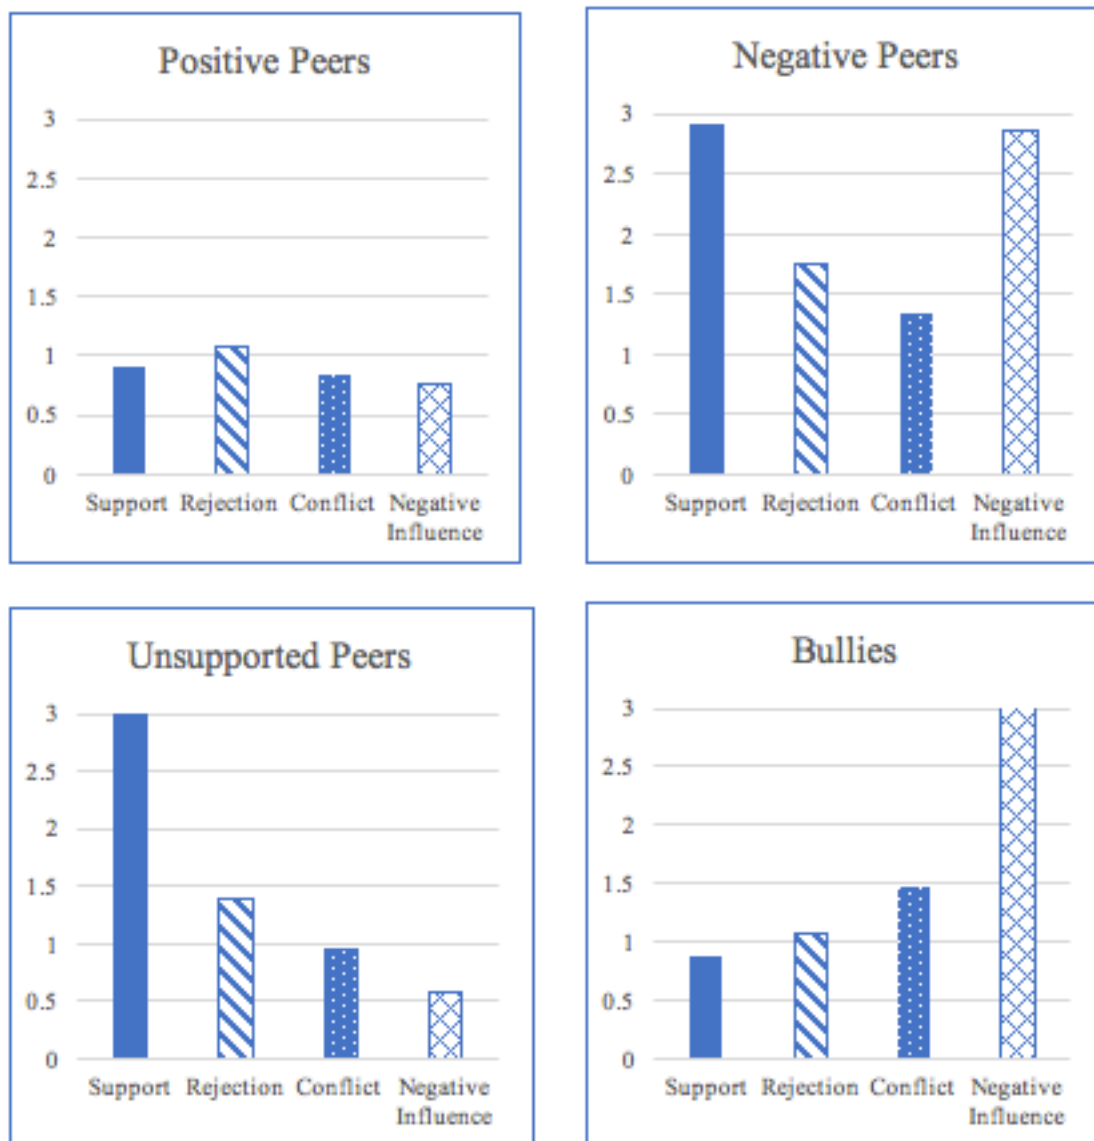 Positive Peers
3
2.5
2
1.5
1
0.5
0
Support Rejection Conflict Negative
Influence
Negative Peers
3
2.5
2
1.5
1
0.5
0
Support Rejection Conflict Negative
Influence
Unsupported Peers
3
2.5
2
1.5
1
0.5
0
Support Rejection Conflict Negative
Influence
Bullies
3
2.5
2
1.5
1
0.5
0
Support Rejection Conflict Negative
Influence